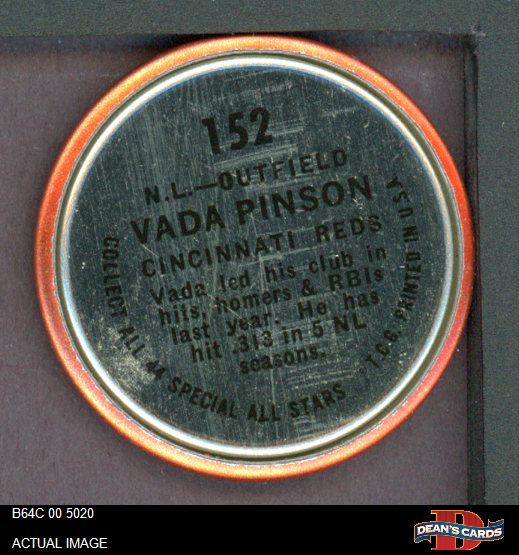 152
N.L.—OUTFIELD
VADA PINSON
CINCINNATI REDS
Vada led his club in
hits, homers & RBIs
last year. He has
hit .313 in 5 NL
seasons.
COLLECT ALL 44 SPECIAL ALL STARS
T.C.G. PRINTED IN U.S.A.
B64C 00 5020
ACTUAL IMAGE
D
DEAN'S CARDS